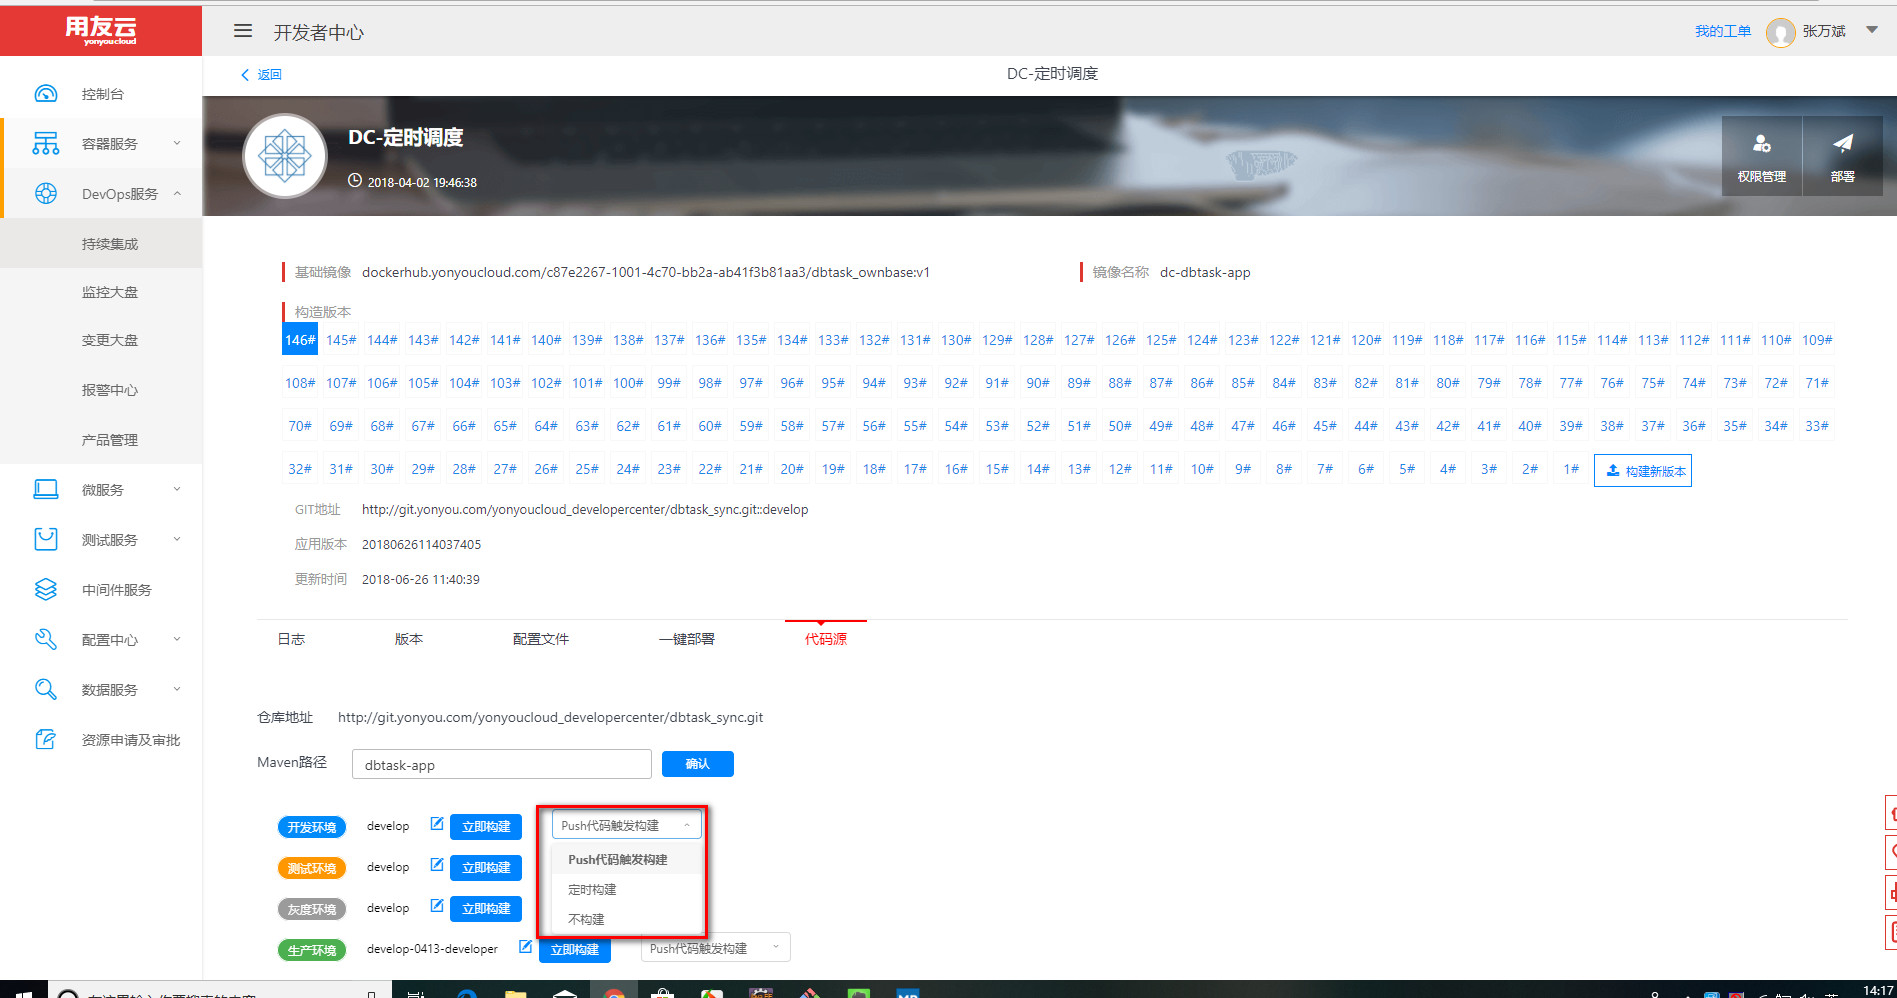 用友云
yonyoucloud
开发者中心
我的工单
张万斌
返回
DC-定时调度
控制台
容器服务
DevOps服务
持续集成
监控大盘
变更大盘
报警中心
产品管理
微服务
测试服务
中间件服务
配置中心
数据服务
资源申请及审批
DC-定时调度
2018-04-02 19:46:38
权限管理
部署
基础镜像 dockerhub.yonyoucloud.com/c87e2267-1001-4c70-bb2a-ab41f3b81aa3/dbtask_ownbase:v1
镜像名称 dc-dbtask-app
构造版本
146# 145# 144# 143# 142# 141# 140# 139# 138# 137# 136# 135# 134# 133# 132# 131# 130# 129# 128# 127# 126# 125# 124# 123# 122# 121# 120# 119# 118# 117# 116# 115# 114# 113# 112# 111# 110# 109#
108# 107# 106# 105# 104# 103# 102# 101# 100# 99# 98# 97# 96# 95# 94# 93# 92# 91# 90# 89# 88# 87# 86# 85# 84# 83# 82# 81# 80# 79# 78# 77# 76# 75# 74# 73# 72# 71#
70# 69# 68# 67# 66# 65# 64# 63# 62# 61# 60# 59# 58# 57# 56# 55# 54# 53# 52# 51# 50# 49# 48# 47# 46# 45# 44# 43# 42# 41# 40# 39# 38# 37# 36# 35# 34# 33#
32# 31# 30# 29# 28# 27# 26# 25# 24# 23# 22# 21# 20# 19# 18# 17# 16# 15# 14# 13# 12# 11# 10# 9# 8# 7# 6# 5# 4# 3# 2# 1# 构建新版本
GIT地址 http://git.yonyou.com/yonyoucloud_developercenter/dbtask_sync.git::develop
应用版本 20180626114037405
更新时间 2018-06-26 11:40:39
日志 版本 配置文件 一键部署 代码源
仓库地址 http://git.yonyou.com/yonyoucloud_developercenter/dbtask_sync.git
Maven路径 dbtask-app 确认
开发环境 develop 立即构建 Push代码触发构建
Push代码触发构建
测试环境 develop 立即构建
定时构建
灰度环境 develop 立即构建
不构建
生产环境 develop-0413-developer 立即构建 Push代码触发构建
14:17